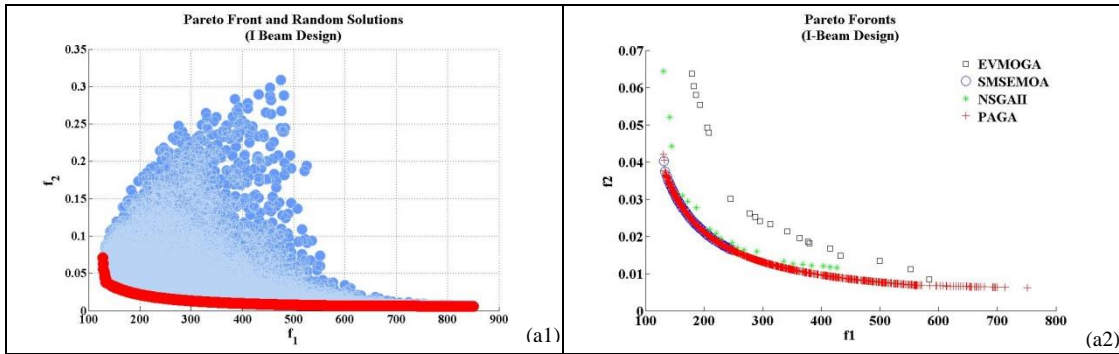 Pareto Front and Random Solutions
(I Beam Design)
0.35
0.3
0.25
0.2
0.15
0.1
0.05
0
f2
100 200 300 400 500 600 700 800 900
f1
(a1)
Pareto Foronts
(I-Beam Design)
0.07
0.06
0.05
0.04
0.03
0.02
0.01
0
f2
EVMOGA
SMSEMOA
NSGAII
PAGA
100 200 300 400 500 600 700 800
f1
(a2)